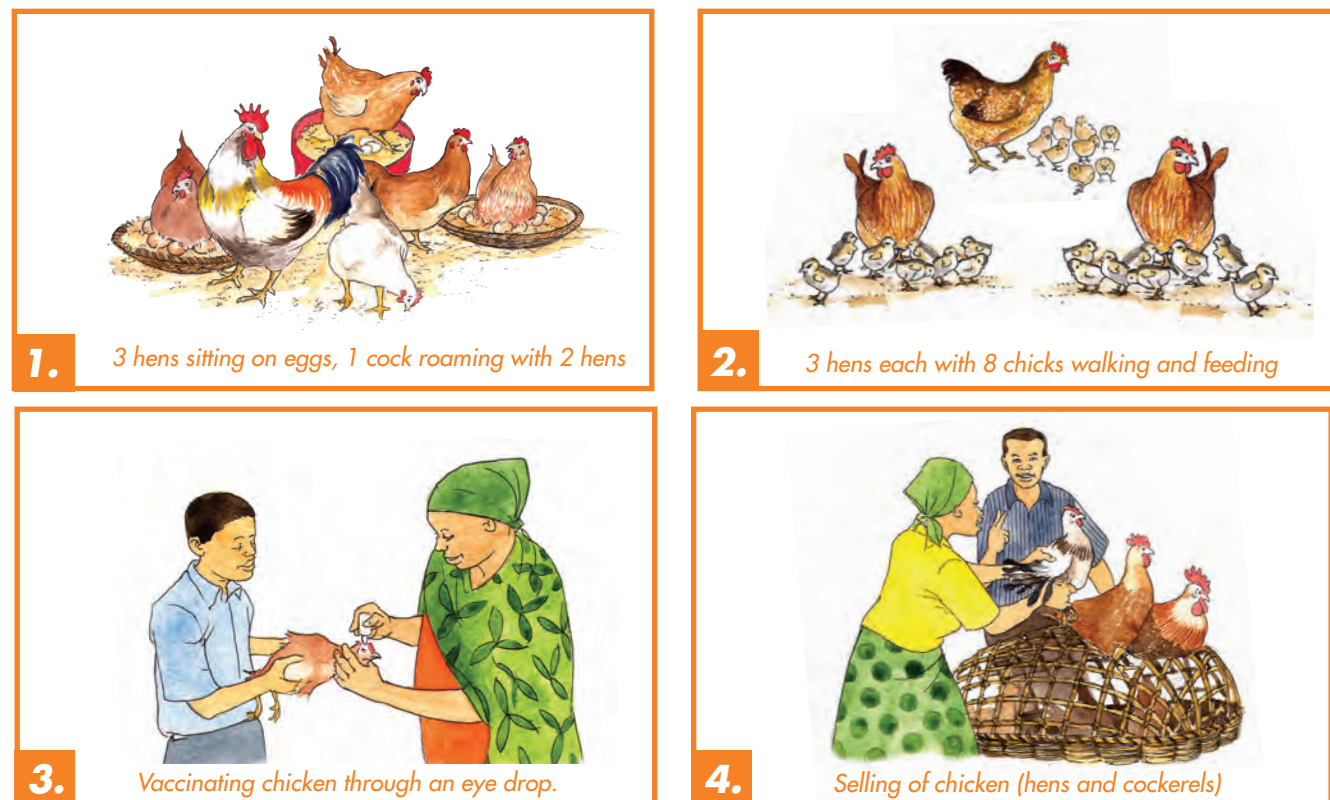 1.
3 hens sitting on eggs, 1 cock roaming with 2 hens
2.
3 hens each with 8 chicks walking and feeding
3.
Vaccinating chicken through an eye drop.
4.
Selling of chicken (hens and cockerels)